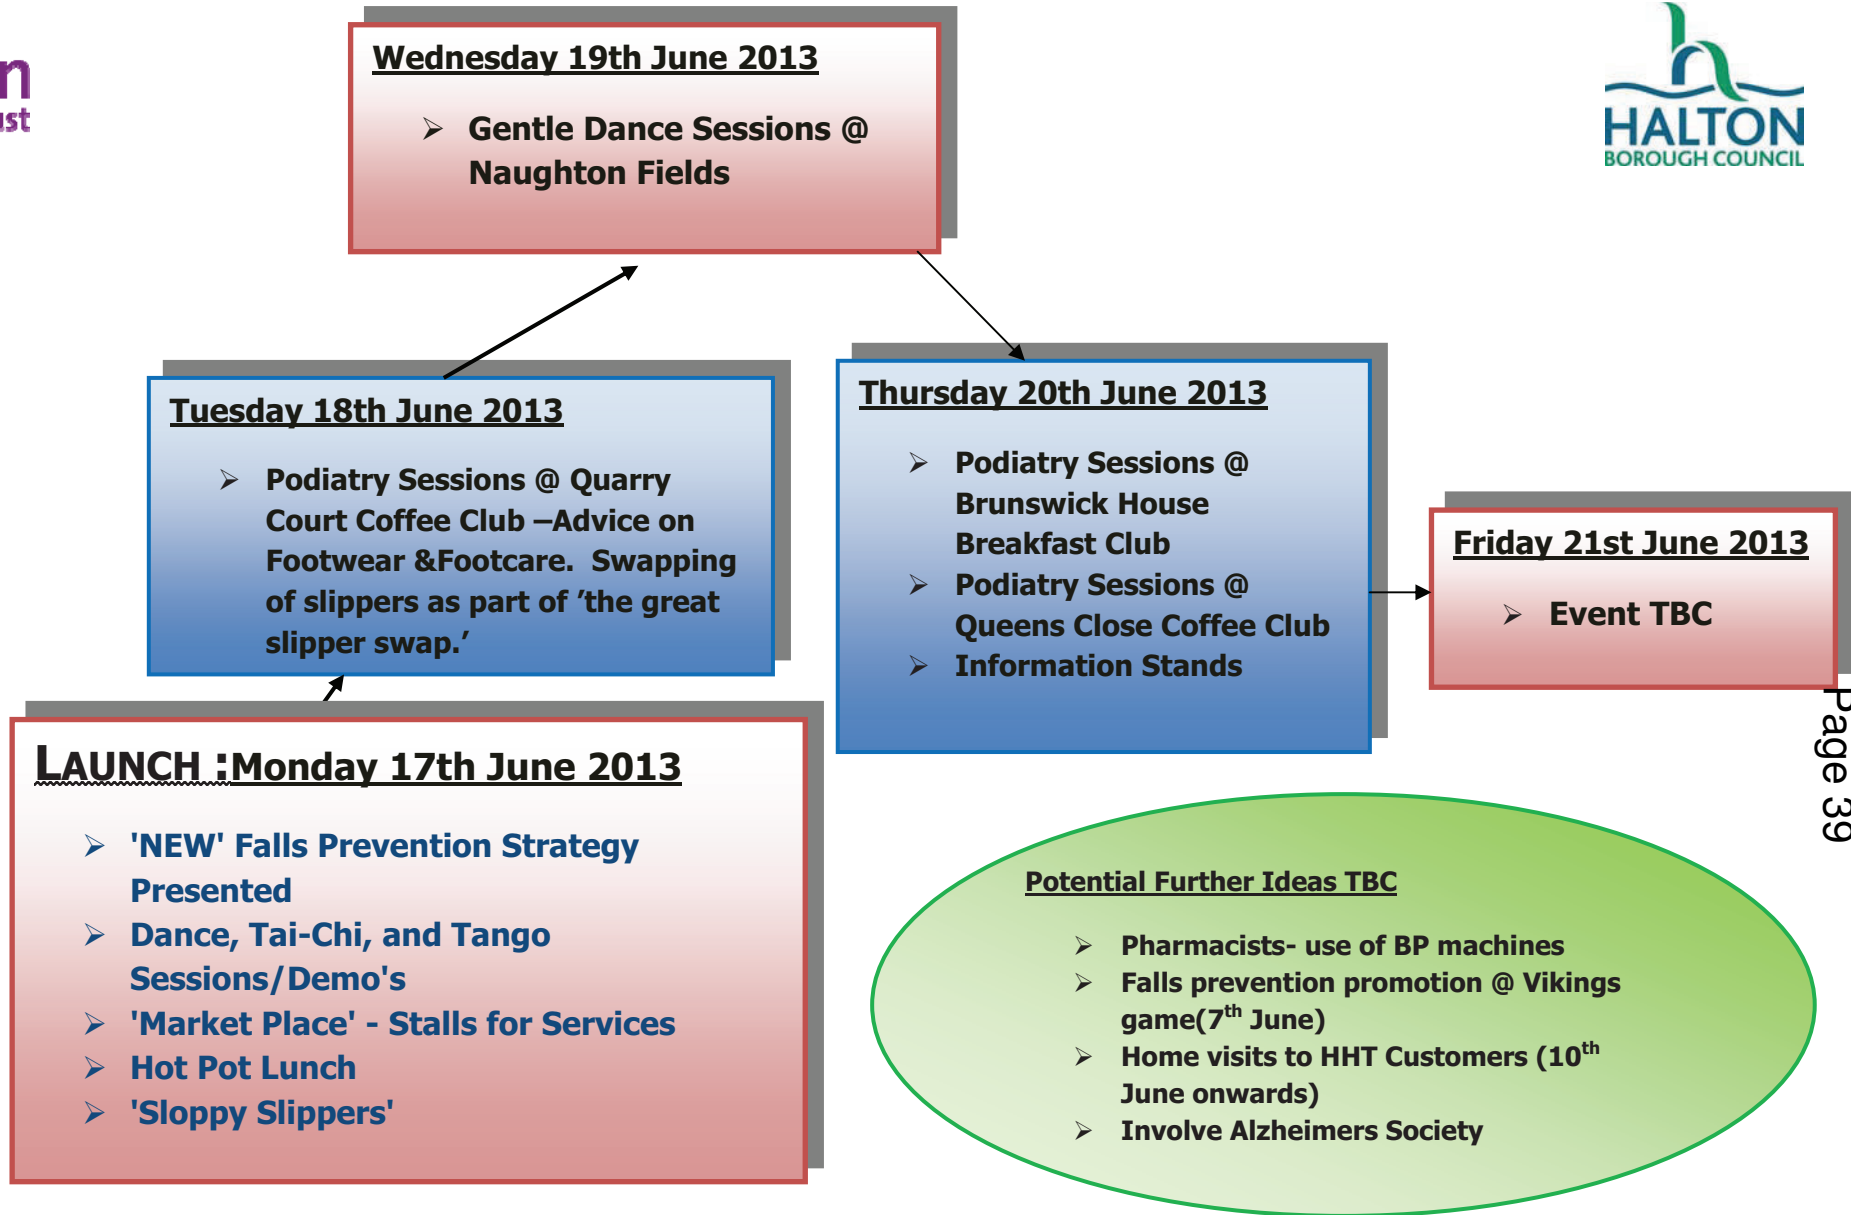 n
ust
Wednesday 19th June 2013
➢ Gentle Dance Sessions @
Naughton Fields
HALTON
BOROUGH COUNCIL
Tuesday 18th June 2013
➢ Podiatry Sessions @ Quarry
Court Coffee Club –Advice on
Footwear &Footcare.  Swapping
of slippers as part of ’the great
slipper swap.’
Thursday 20th June 2013
➢ Podiatry Sessions @
Brunswick House
Breakfast Club
➢ Podiatry Sessions @
Queens Close Coffee Club
➢ Information Stands
Friday 21st June 2013
➢ Event TBC
LAUNCH :Monday 17th June 2013
➢ 'NEW' Falls Prevention Strategy
Presented
➢ Dance, Tai-Chi, and Tango
Sessions/Demo's
➢ 'Market Place' - Stalls for Services
➢ Hot Pot Lunch
➢ 'Sloppy Slippers'
Potential Further Ideas TBC
➢ Pharmacists- use of BP machines
➢ Falls prevention promotion @ Vikings
game(7th June)
➢ Home visits to HHT Customers (10th
June onwards)
➢ Involve Alzheimers Society
Page 39